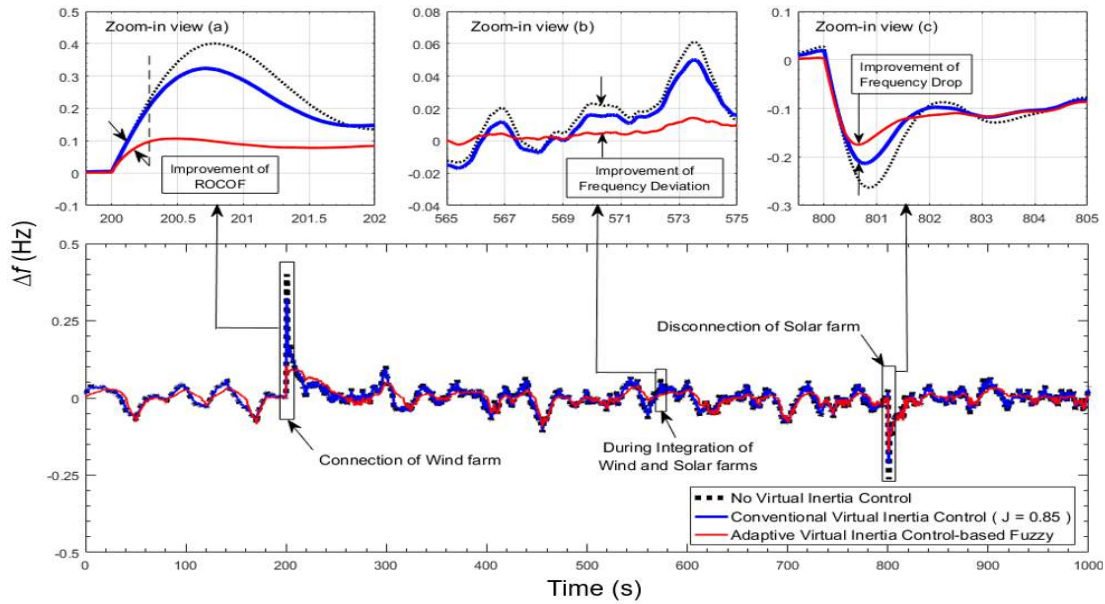 Zoom-in view (a)
0.5
0.4
0.3
0.2
0.1
0
-0.1
200
200.5
201
201.5
202
Improvement of
ROCOF
Zoom-in view (b)
0.08
0.06
0.04
0.02
0
-0.02
-0.04
565
567
569
571
573
575
Improvement of
Frequency Deviation
Zoom-in view (c)
0.1
0
-0.1
-0.2
-0.3
800
801
802
803
804
805
Improvement of
Frequency Drop
Δf (Hz)
0.5
0.25
0
-0.25
-0.5
Connection of Wind farm
During Integration of
Wind and Solar farms
Disconnection of Solar farm
No Virtual Inertia Control
Conventional Virtual Inertia Control ( J = 0.85 )
Adaptive Virtual Inertia Control-based Fuzzy
0
100
200
300
400
500
600
700
800
900
1000
Time (s)